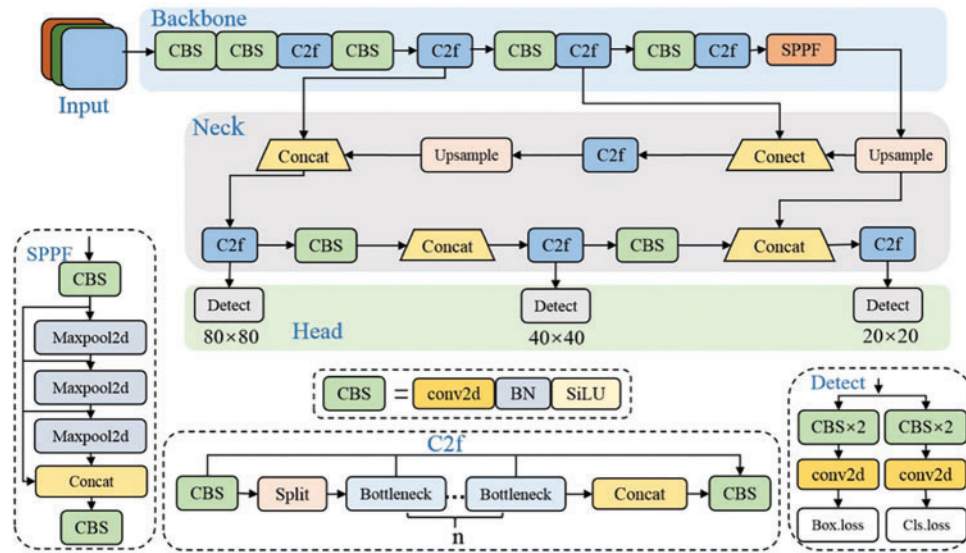 Backbone
CBS CBS C2f CBS C2f CBS C2f CBS C2f SPPF
Input
Neck
Concat Upsample C2f Conect Upsample
C2f CBS Concat C2f CBS Concat C2f
Detect Detect Detect
80×80 40×40 20×20
Head
SPPF
CBS
Maxpool2d
Maxpool2d
Maxpool2d
Concat
CBS
CBS = conv2d BN SiLU
C2f
CBS Split Bottleneck ... Bottleneck Concat CBS
n
Detect
CBS×2 CBS×2
conv2d conv2d
Box.loss Cls.loss